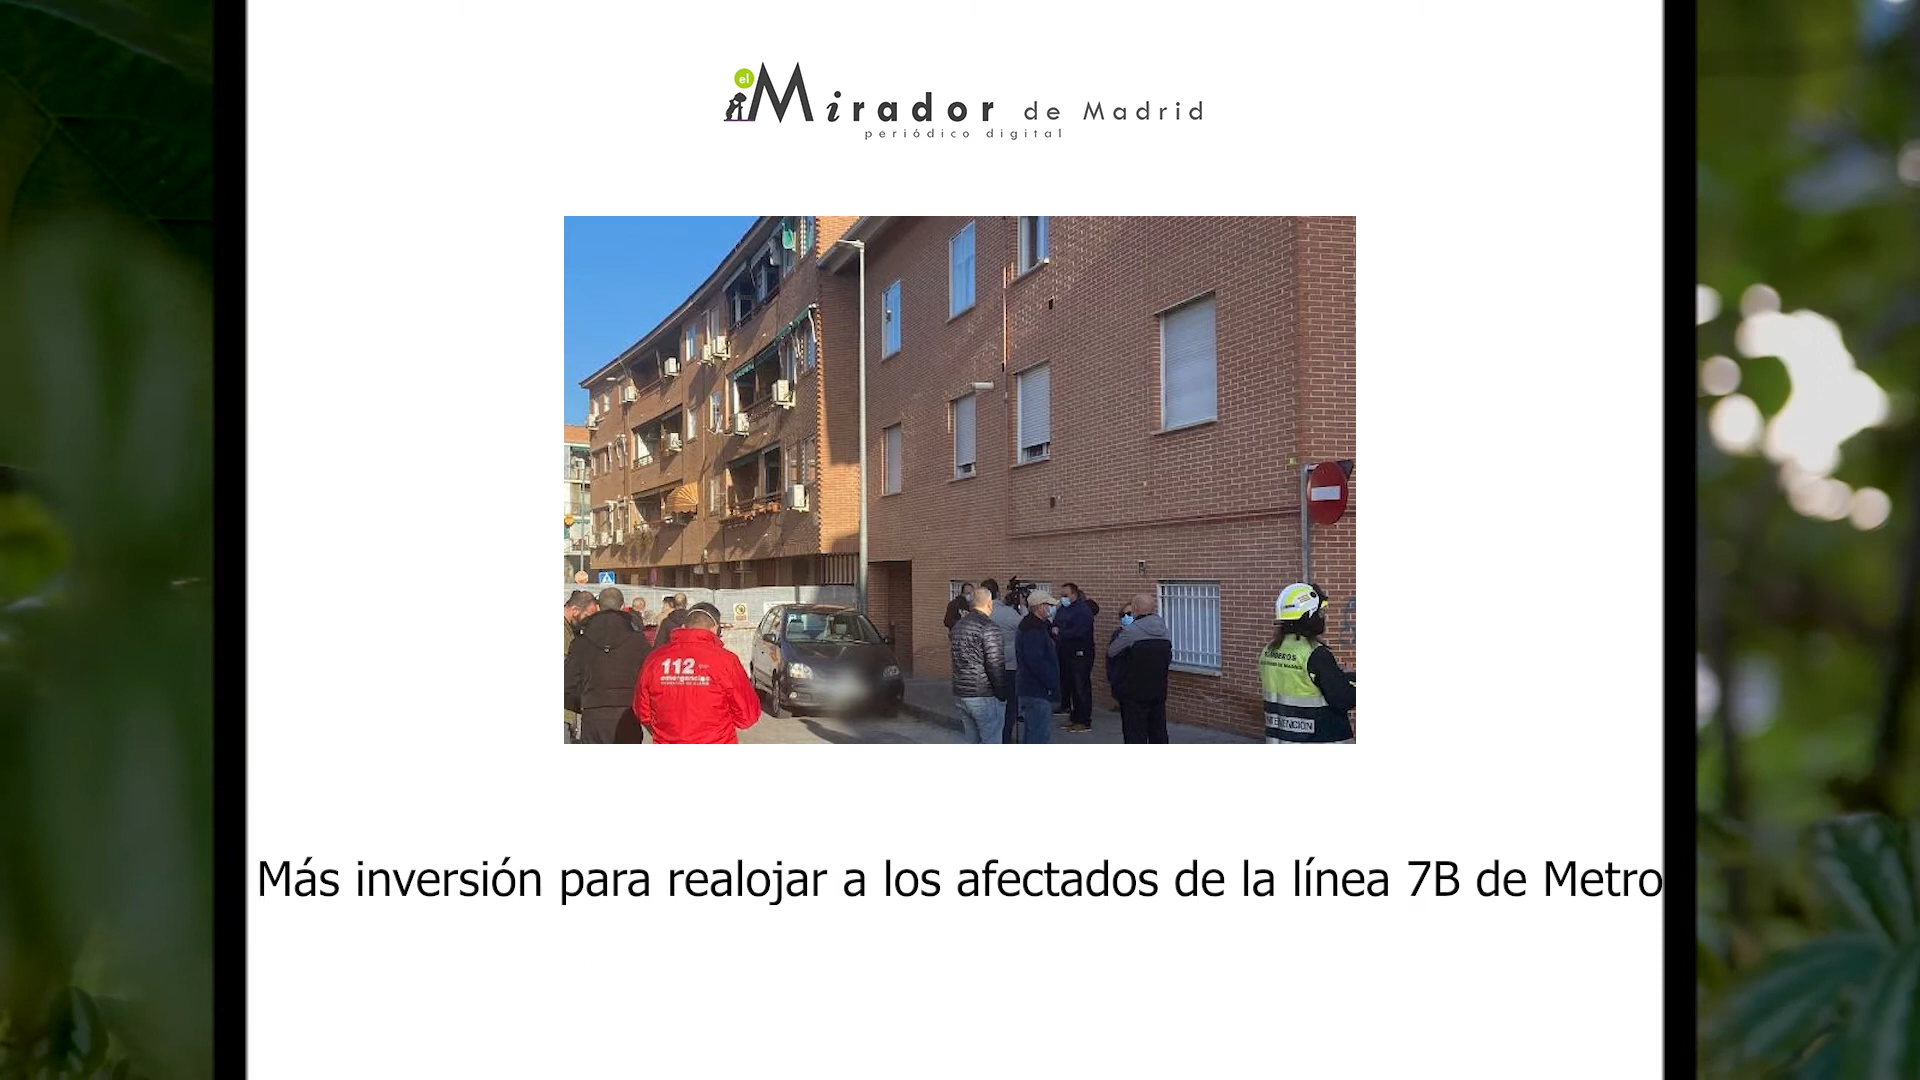 el Mirador de Madrid
periódico digital
112
emergencias
BOMBEROS
Más inversión para realojar a los afectados de la línea 7B de Metro